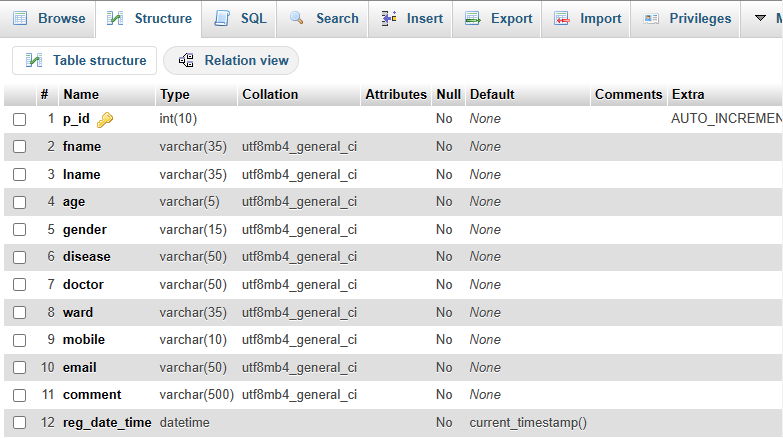 Browse Structure SQL Search Insert Export Import Privileges
Table structure Relation view
# Name Type Collation Attributes Null Default Comments Extra
1 p_id int(10) No None AUTO_INCREMEN
2 fname varchar(35) utf8mb4_general_ci No None
3 lname varchar(35) utf8mb4_general_ci No None
4 age varchar(5) utf8mb4_general_ci No None
5 gender varchar(15) utf8mb4_general_ci No None
6 disease varchar(50) utf8mb4_general_ci No None
7 doctor varchar(50) utf8mb4_general_ci No None
8 ward varchar(35) utf8mb4_general_ci No None
9 mobile varchar(10) utf8mb4_general_ci No None
10 email varchar(50) utf8mb4_general_ci No None
11 comment varchar(500) utf8mb4_general_ci No None
12 reg_date_time datetime No current_timestamp()